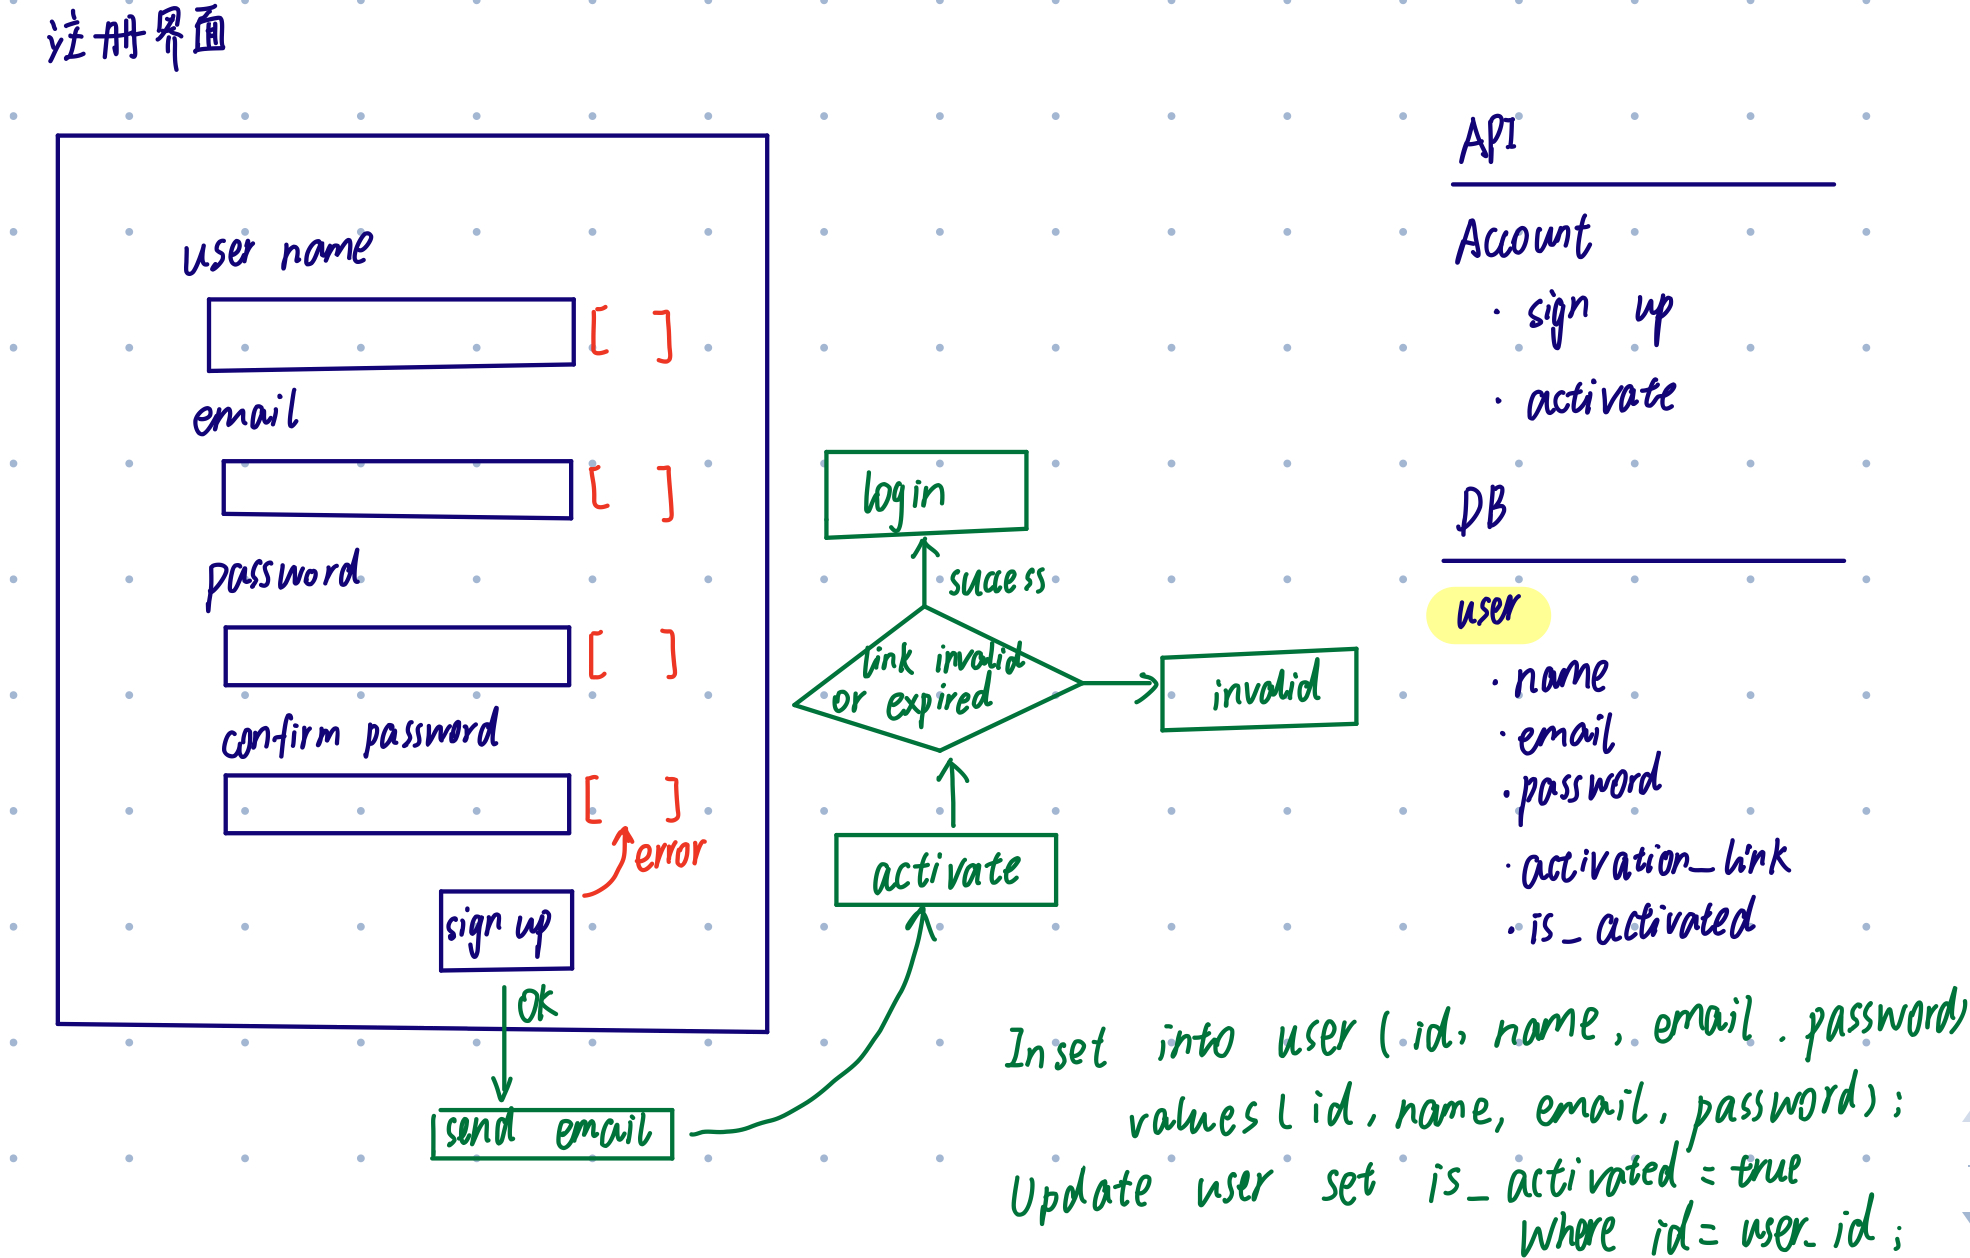 注册界面
user name
[ ]
email
[ ]
password
[ ]
confirm password
[ ]
error
sign up
OK
send email
login
sucess
link invalid
or expired
invalid
activate
API
Account
· sign up
· activate
DB
user
· name
· email
· password
· activation_link
· is_activated
Inset into user ( id, name, email . password)
values ( id, name, email, password) ;
Update user set is_activated = true
where id = user_id ;